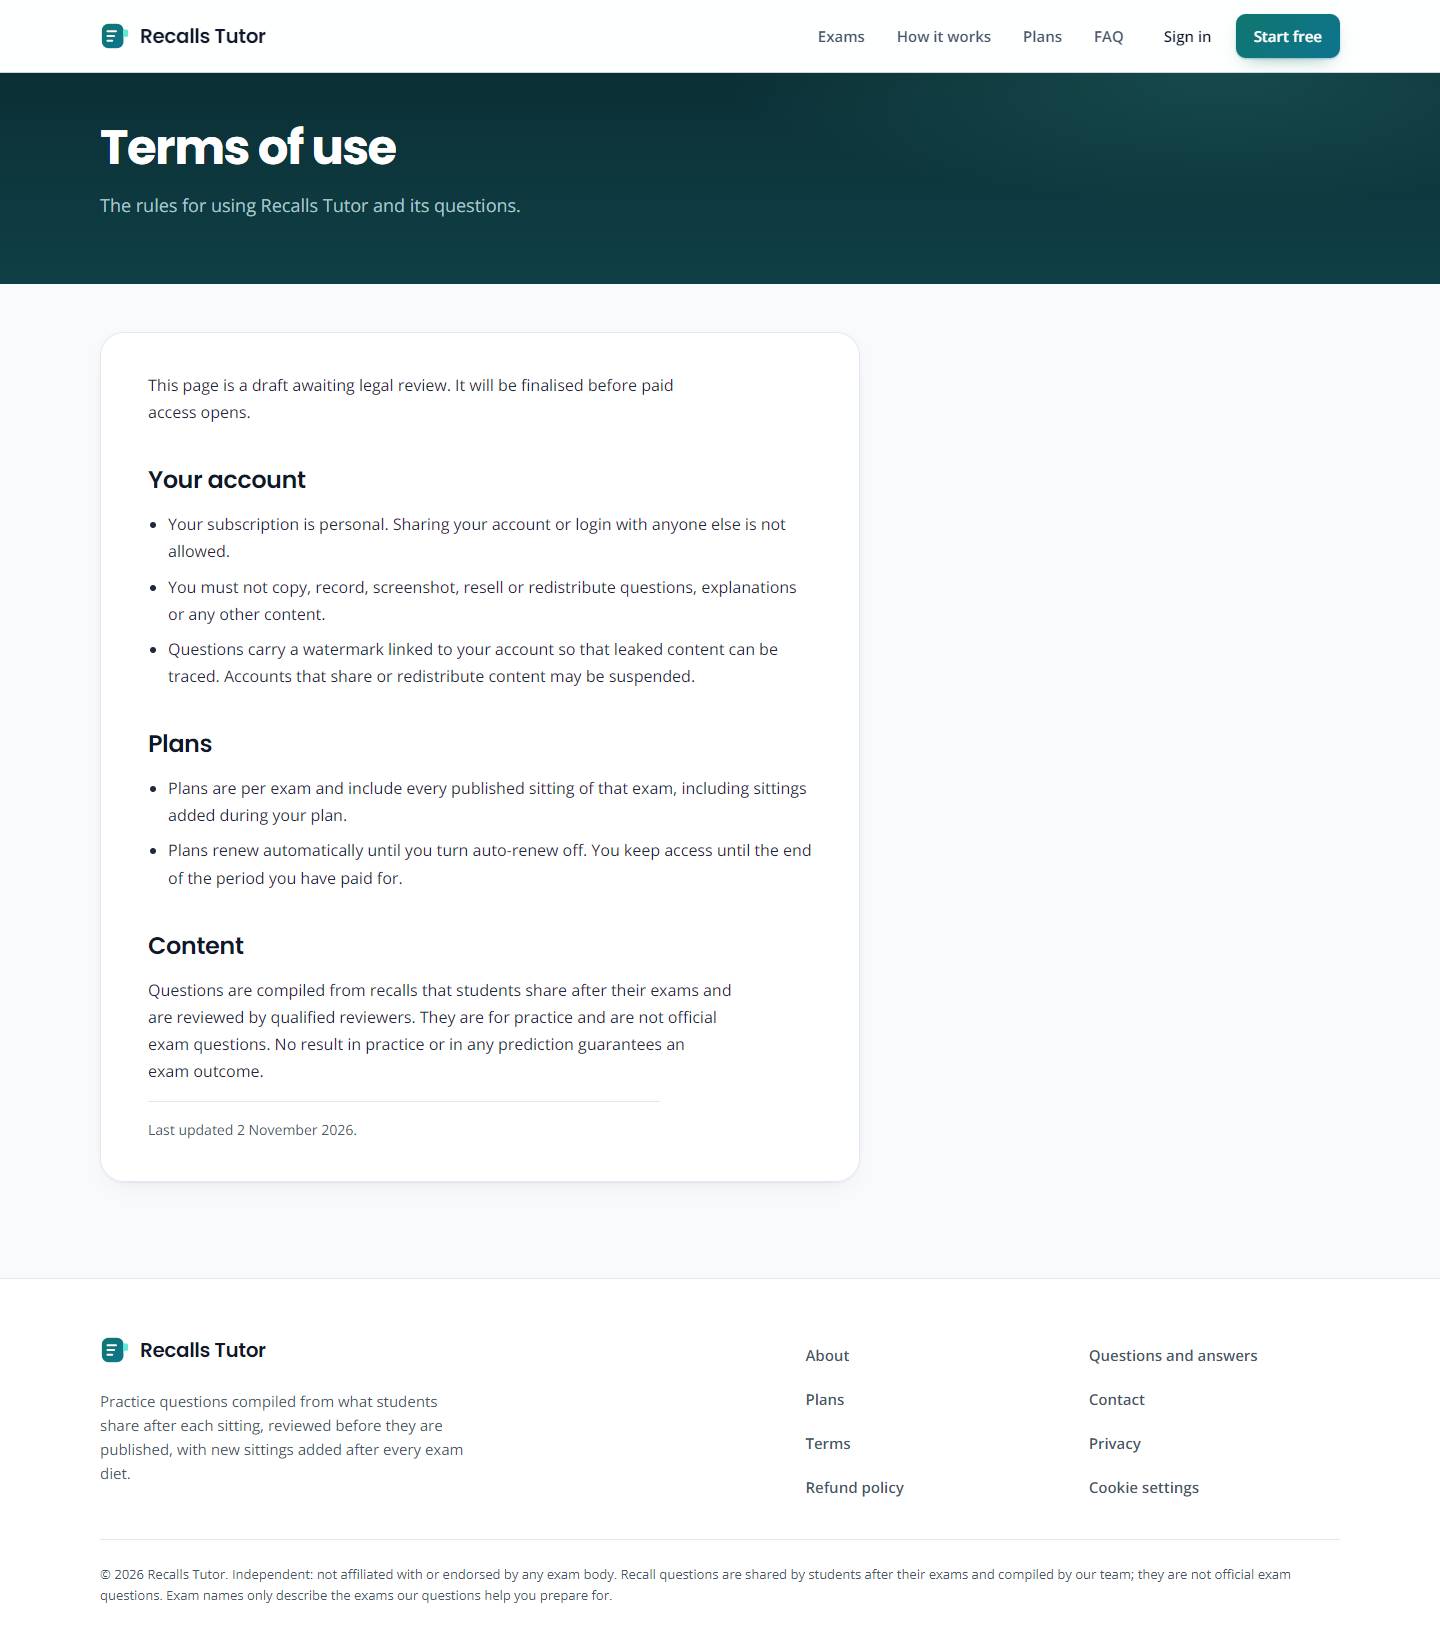 Recalls Tutor
Exams How it works Plans FAQ Sign in Start free
Terms of use
The rules for using Recalls Tutor and its questions.
This page is a draft awaiting legal review. It will be finalised before paid
access opens.
Your account
• Your subscription is personal. Sharing your account or login with anyone else is not
allowed.
• You must not copy, record, screenshot, resell or redistribute questions, explanations
or any other content.
• Questions carry a watermark linked to your account so that leaked content can be
traced. Accounts that share or redistribute content may be suspended.
Plans
• Plans are per exam and include every published sitting of that exam, including sittings
added during your plan.
• Plans renew automatically until you turn auto-renew off. You keep access until the end
of the period you have paid for.
Content
Questions are compiled from recalls that students share after their exams and
are reviewed by qualified reviewers. They are for practice and are not official
exam questions. No result in practice or in any prediction guarantees an
exam outcome.
Last updated 2 November 2026.
Recalls Tutor
Practice questions compiled from what students
share after each sitting, reviewed before they are
published, with new sittings added after every exam
diet.
About
Plans
Terms
Refund policy
Questions and answers
Contact
Privacy
Cookie settings
© 2026 Recalls Tutor. Independent: not affiliated with or endorsed by any exam body. Recall questions are shared by students after their exams and compiled by our team; they are not official exam
questions. Exam names only describe the exams our questions help you prepare for.